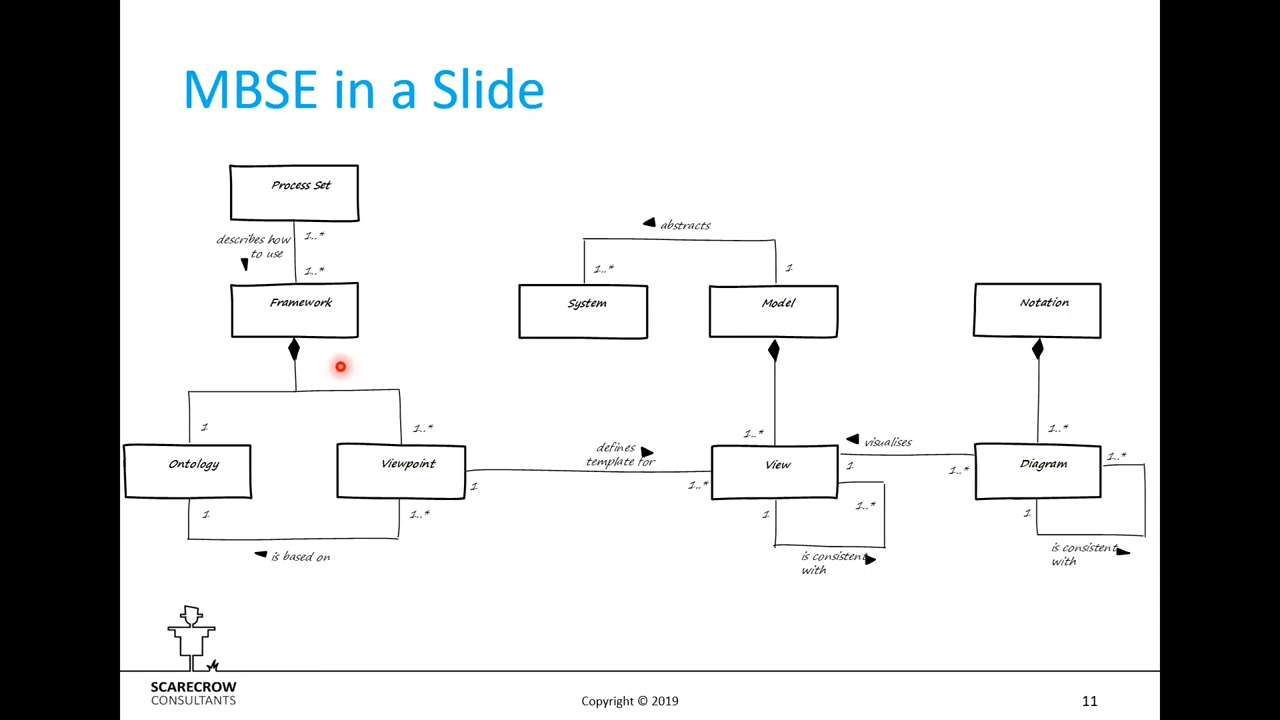 MBSE in a Slide
Process Set
describes how
to use
1..*
1..*
Framework
1
1..*
Ontology
Viewpoint
1
1..*
is based on
1
defines
template for
1..*
abstracts
1..*
1
System
Model
1..*
View
1
1..*
is consistent
with
1
visualises
1..*
Notation
1..*
Diagram
1..*
1
is consistent
with
SCARECROW
CONSULTANTS
Copyright © 2019
11